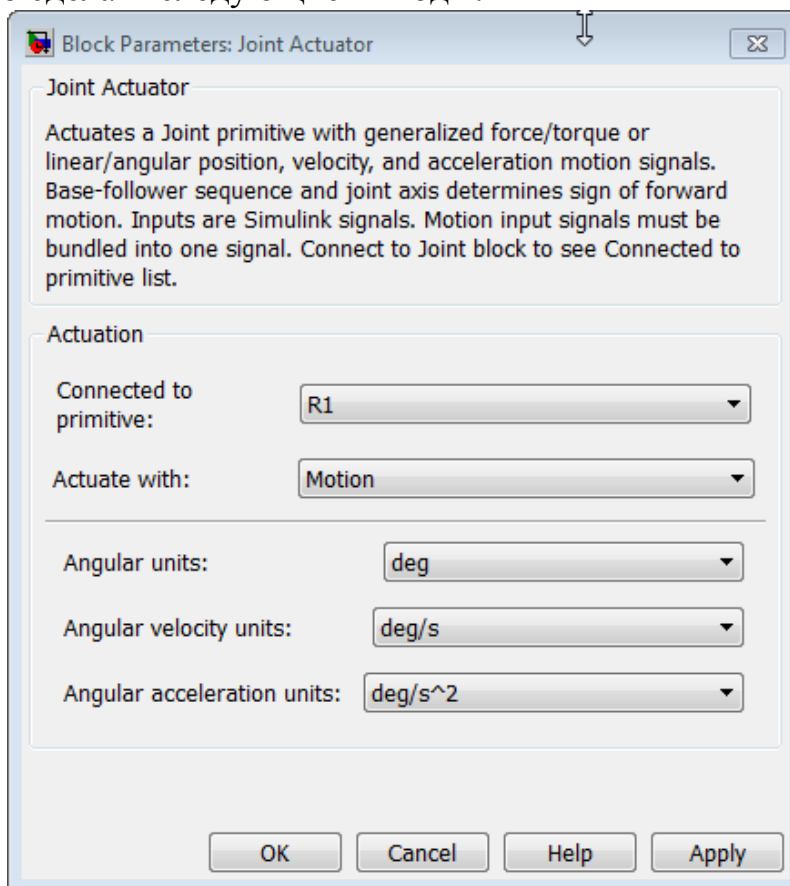 Block Parameters: Joint Actuator
Joint Actuator
Actuates a Joint primitive with generalized force/torque or
linear/angular position, velocity, and acceleration motion signals.
Base-follower sequence and joint axis determines sign of forward
motion. Inputs are Simulink signals. Motion input signals must be
bundled into one signal. Connect to Joint block to see Connected to
primitive list.
Actuation
Connected to
primitive:
R1
Actuate with:
Motion
Angular units:
deg
Angular velocity units:
deg/s
Angular acceleration units:
deg/s^2
OK
Cancel
Help
Apply